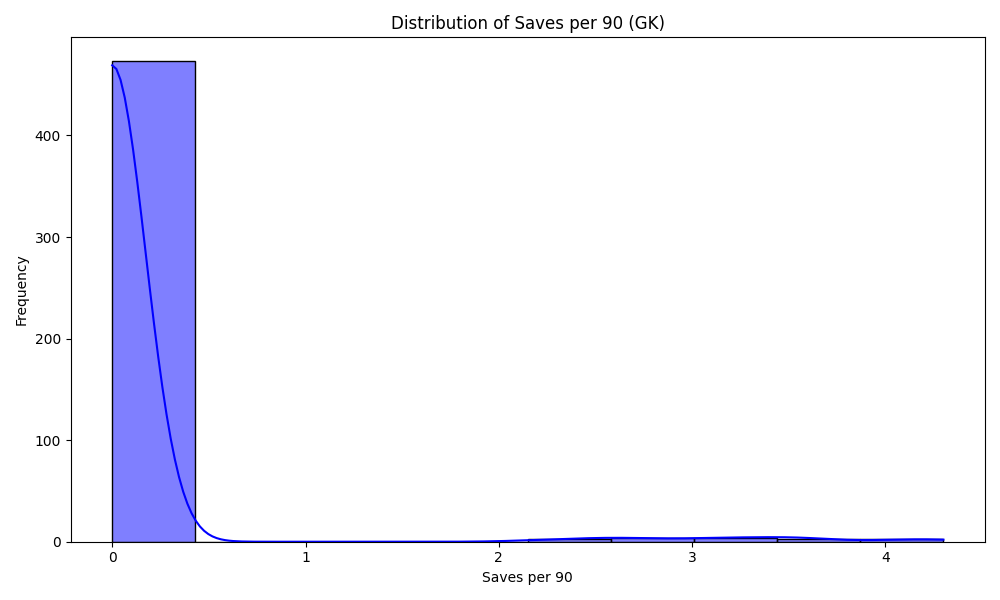 Distribution of Saves per 90 (GK)
Frequency
400
300
200
100
0
0 1 2 3 4
Saves per 90